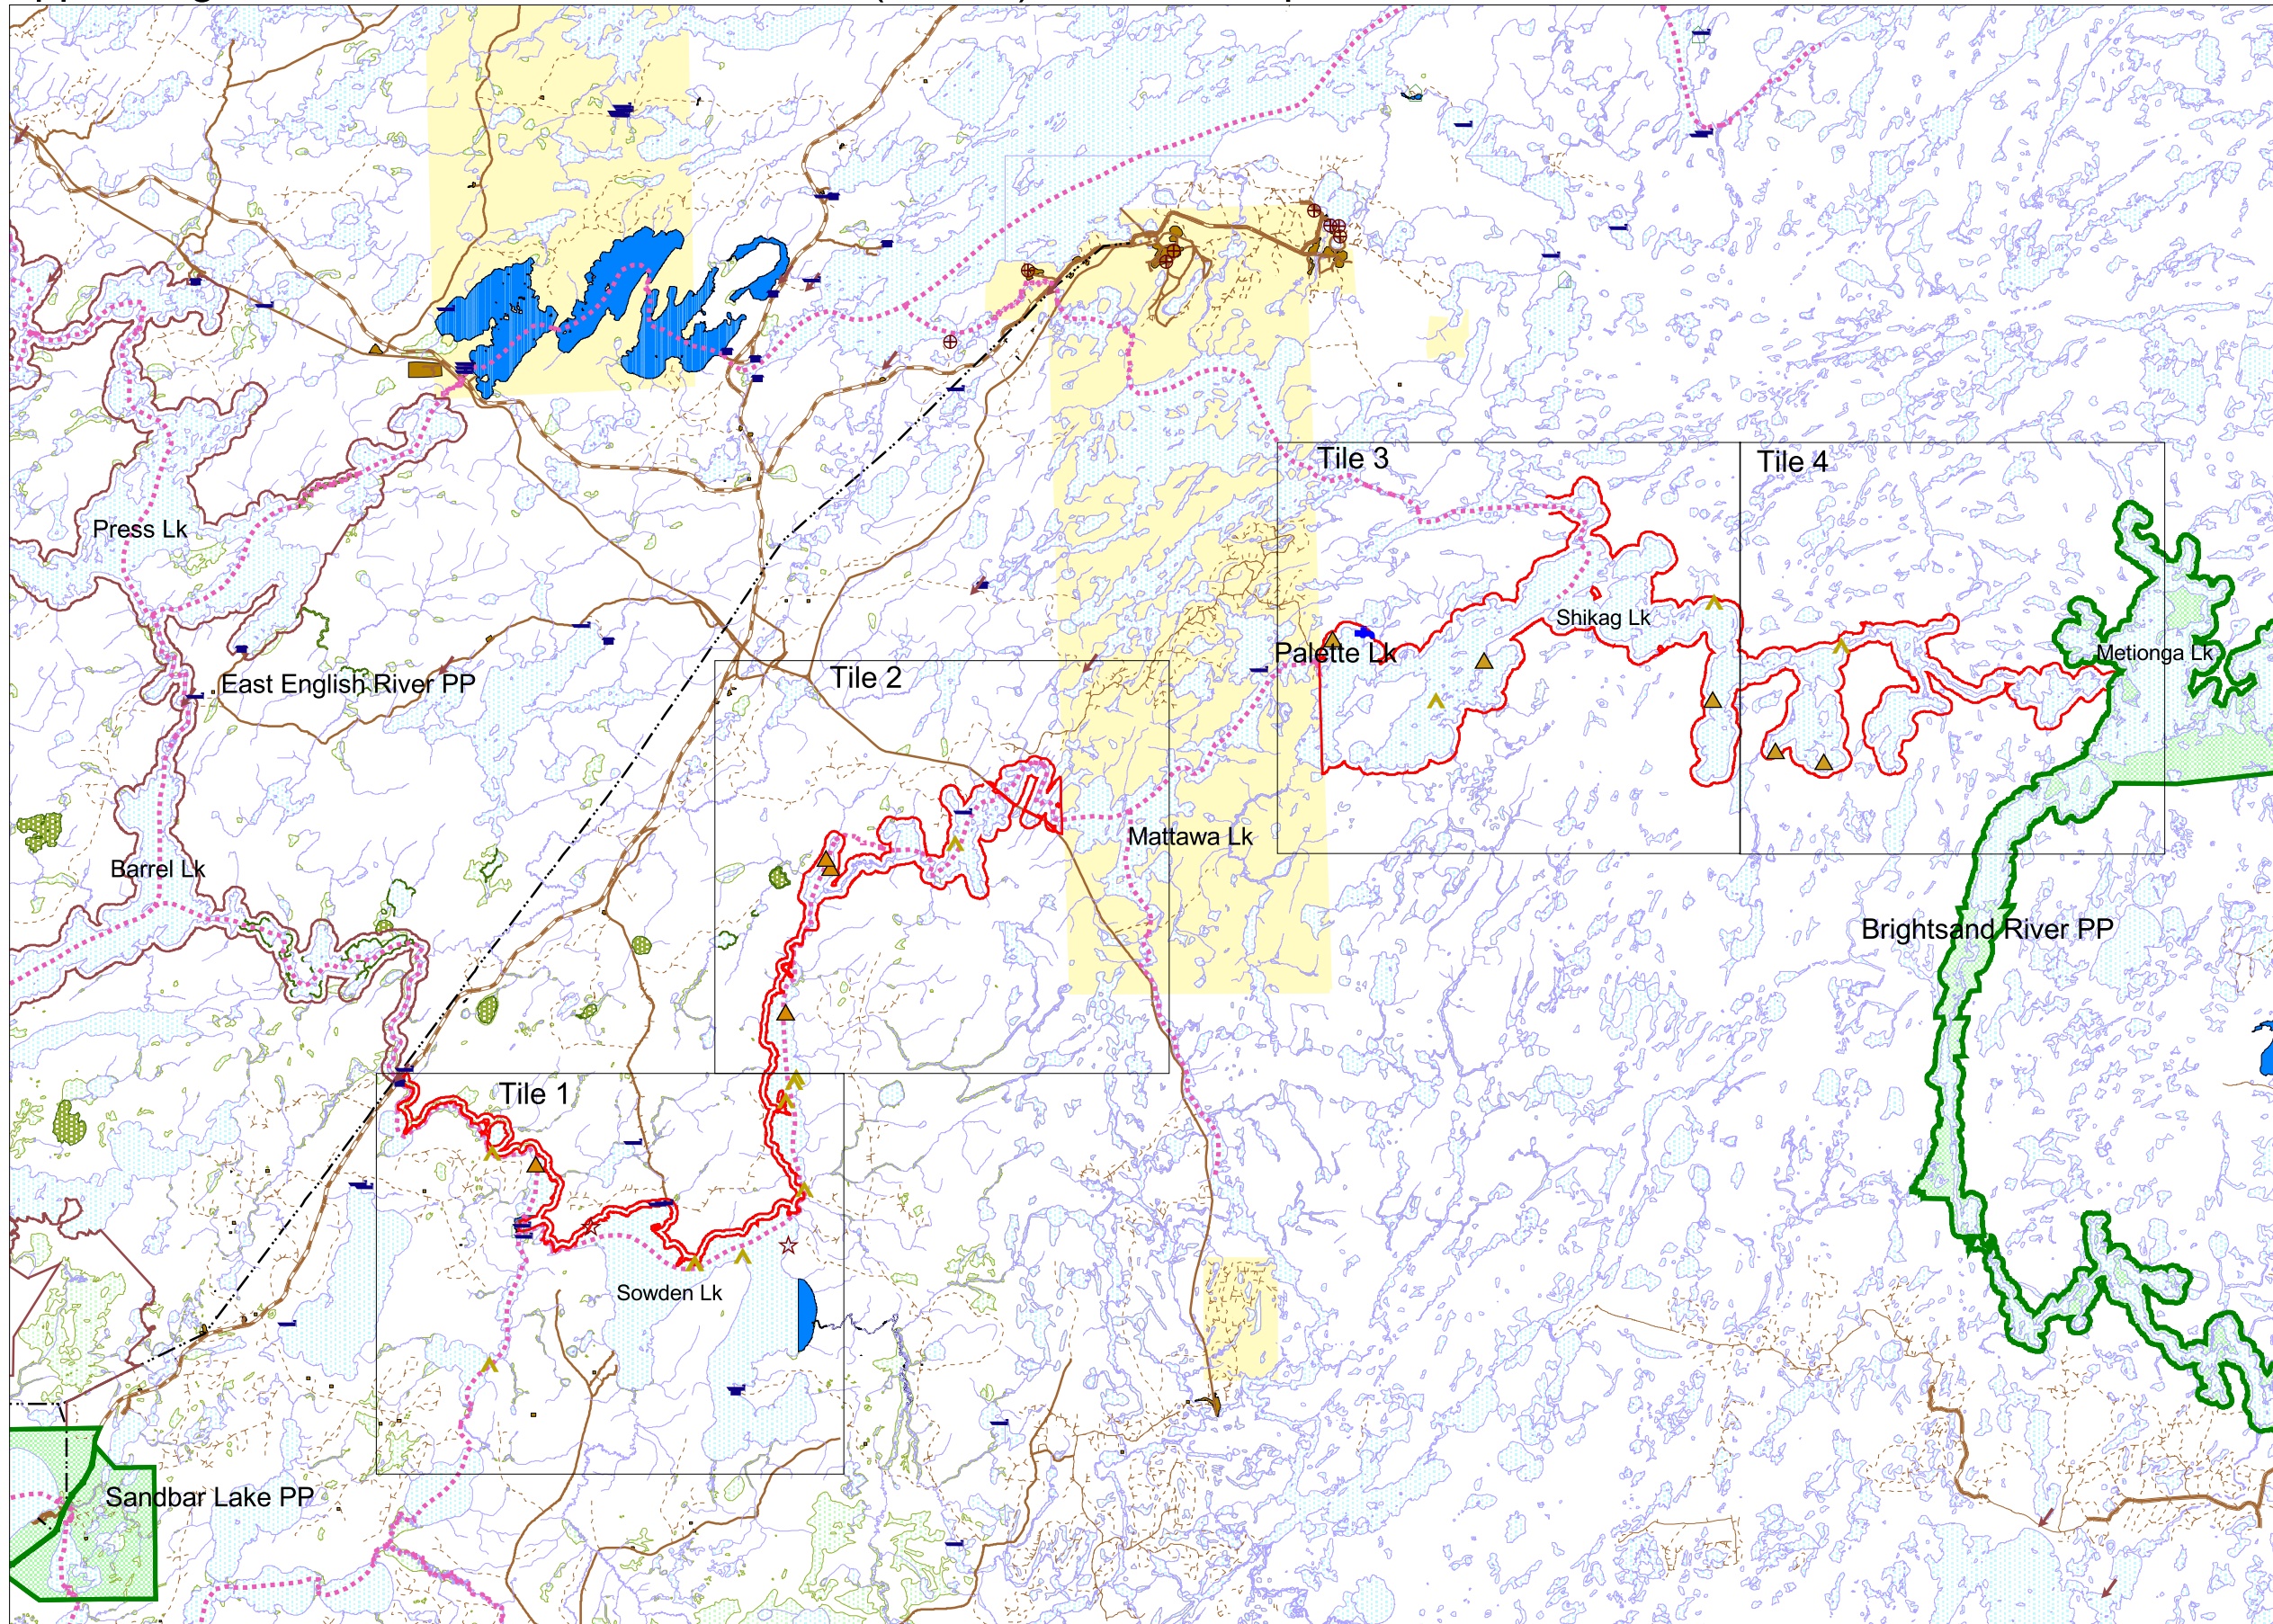 Tile 3
Tile 4
Press Lk
Shikag Lk
Palette Lk
Metionga Lk
East English River PP
Tile 2
Mattawa Lk
Barrel Lk
Brightsand River PP
Tile 1
Sowden Lk
Sandbar Lake PP